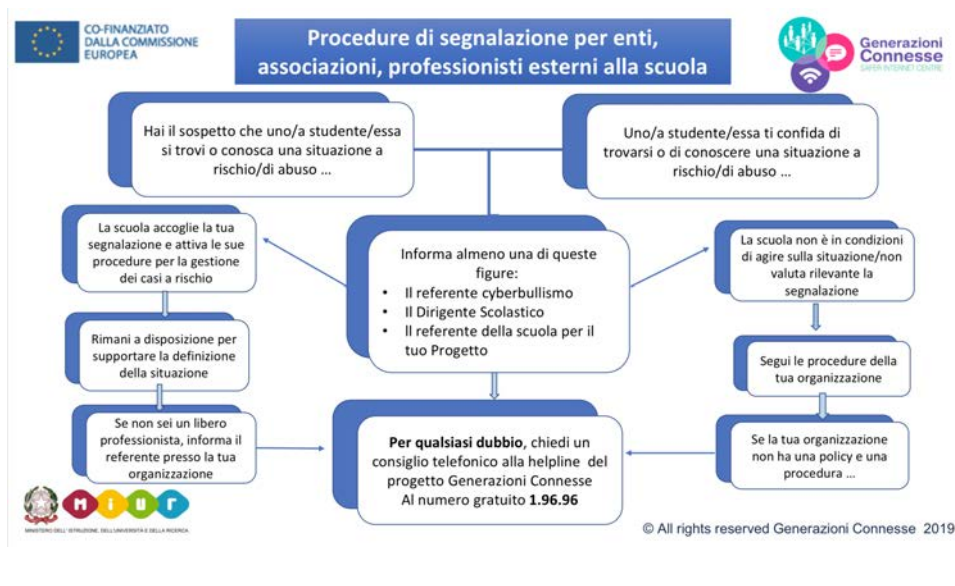 CO-FINANZIATO
DALLA COMMISSIONE
EUROPEA
Procedure di segnalazione per enti,
associazioni, professionisti esterni alla scuola
Generazioni
Connesse
SAFER INTERNET CENTRE
Hai il sospetto che uno/a studente/essa
si trovi o conosca una situazione a
rischio/di abuso ...
Uno/a studente/essa ti confida di
trovarsi o di conoscere una situazione a
rischio/di abuso ...
La scuola accoglie la tua
segnalazione e attiva le sue
procedure per la gestione
dei casi a rischio
Informa almeno una di queste
figure:
• Il referente cyberbullismo
• Il Dirigente Scolastico
• Il referente della scuola per il
tuo Progetto
La scuola non è in condizioni
di agire sulla situazione/non
valuta rilevante la
segnalazione
Rimani a disposizione per
supportare la definizione
della situazione
Segui le procedure della
tua organizzazione
Se non sei un libero
professionista, informa il
referente presso la tua
organizzazione
Per qualsiasi dubbio, chiedi un
consiglio telefonico alla helpline del
progetto Generazioni Connesse
Al numero gratuito 1.96.96
Se la tua organizzazione
non ha una policy e una
procedura ...
MIUR
MINISTERO DELL'ISTRUZIONE, DELL'UNIVERSITÀ E DELLA RICERCA
© All rights reserved Generazioni Connesse 2019